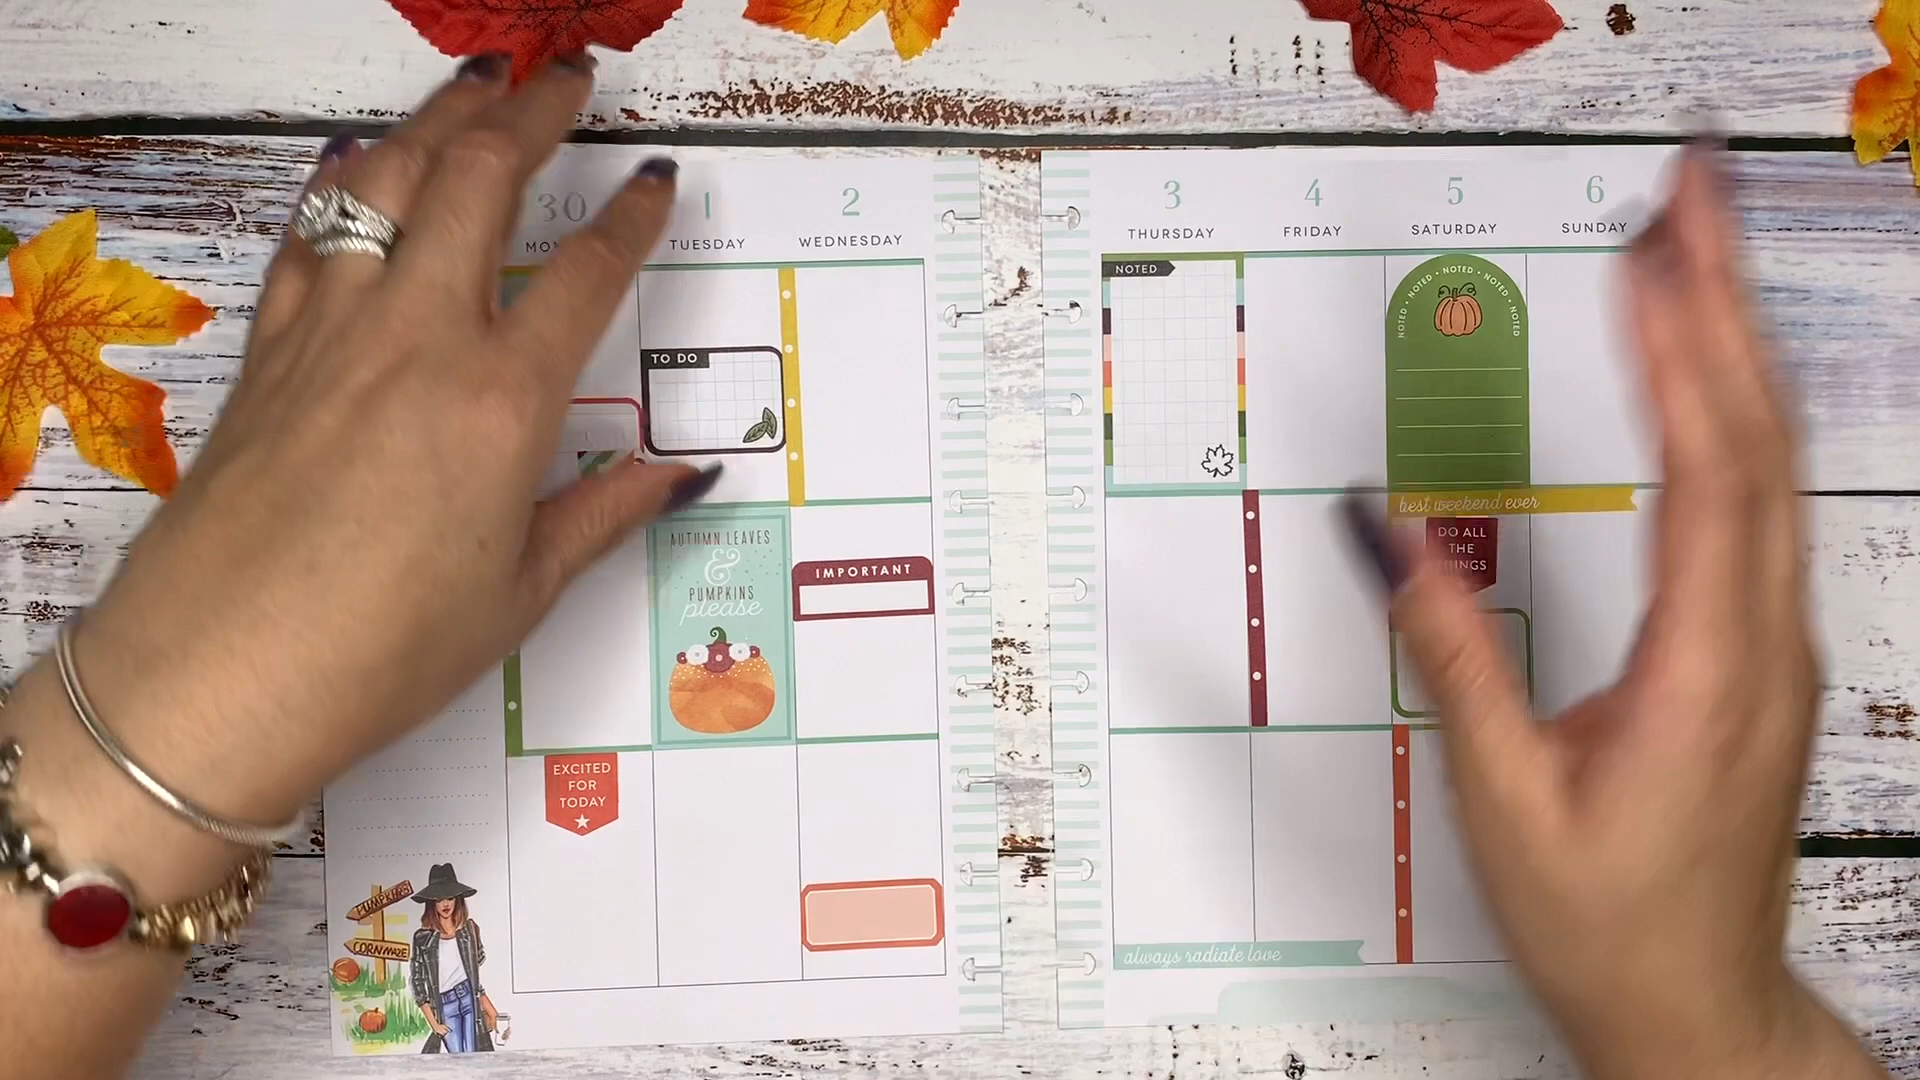 30
1
2
TUESDAY
WEDNESDAY
3
4
5
6
THURSDAY
FRIDAY
SATURDAY
SUNDAY
TO DO
NOTED
NOTED • NOTED • NOTED • NOTED • NOTED
AUTUMN LEAVES
&
PUMPKINS
please
IMPORTANT
best weekend ever
DO ALL
THE
EXCITED
FOR
TODAY
PUMPKINS
CORN MAZE
always radiate love